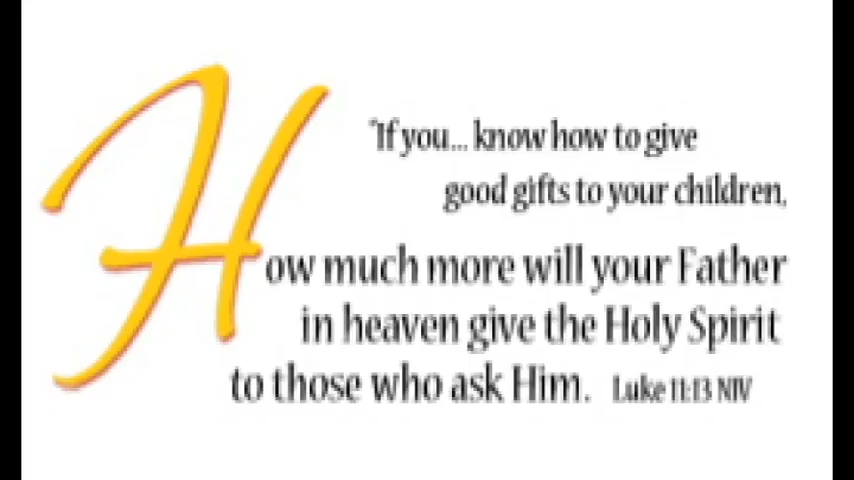 "If you... know how to give
good gifts to your children,
How much more will your Father
in heaven give the Holy Spirit
to those who ask Him. Luke 11:13 NIV